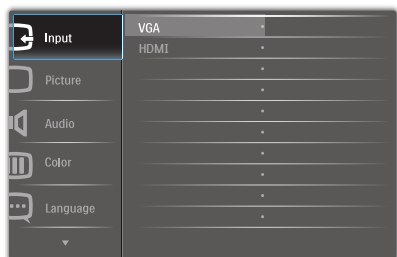 Input
Picture
Audio
Color
Language
VGA
HDMI